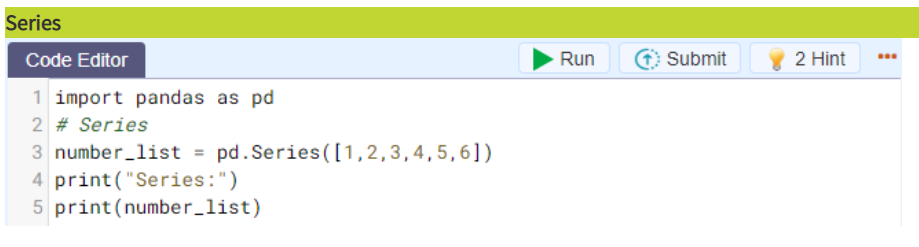 Series
Code Editor Run Submit 2 Hint
1 import pandas as pd
2 # Series
3 number_list = pd.Series([1,2,3,4,5,6])
4 print("Series:")
5 print(number_list)